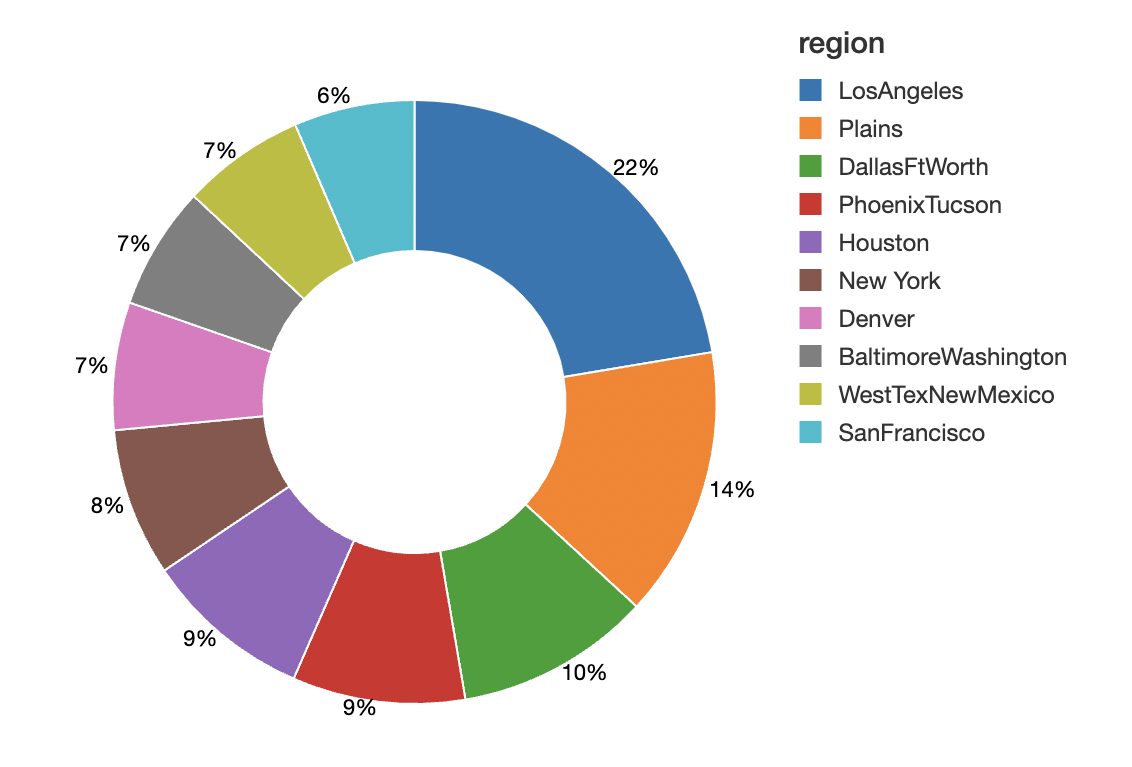 region
LosAngeles
Plains
DallasFtWorth
PhoenixTucson
Houston
New York
Denver
BaltimoreWashington
WestTexNewMexico
SanFrancisco
22%
14%
10%
9%
9%
8%
7%
7%
7%
6%